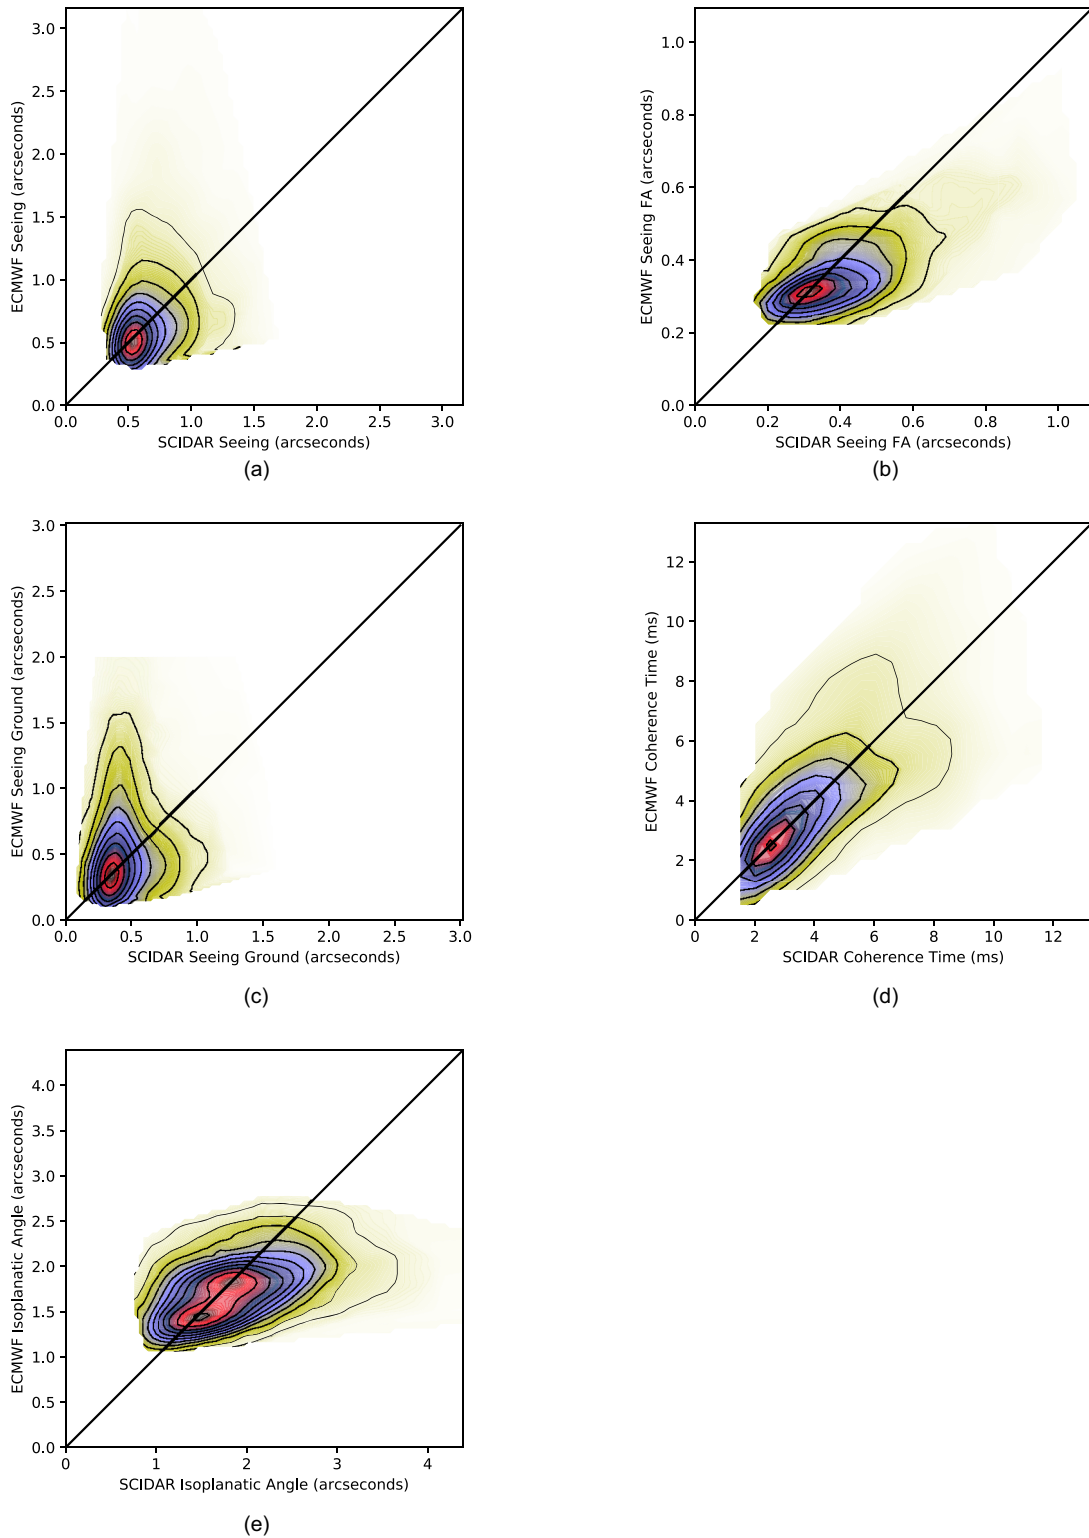 3.0
2.5
2.0
1.5
1.0
0.5
0.0
ECMWF Seeing (arcseconds)
0.0 0.5 1.0 1.5 2.0 2.5 3.0
SCIDAR Seeing (arcseconds)
(a)
1.0
0.8
0.6
0.4
0.2
0.0
ECMWF Seeing FA (arcseconds)
0.0 0.2 0.4 0.6 0.8 1.0
SCIDAR Seeing FA (arcseconds)
(b)
3.0
2.5
2.0
1.5
1.0
0.5
0.0
ECMWF Seeing Ground (arcseconds)
0.0 0.5 1.0 1.5 2.0 2.5 3.0
SCIDAR Seeing Ground (arcseconds)
(c)
12
10
8
6
4
2
0
ECMWF Coherence Time (ms)
0 2 4 6 8 10 12
SCIDAR Coherence Time (ms)
(d)
4.0
3.5
3.0
2.5
2.0
1.5
1.0
0.5
0.0
ECMWF Isoplanatic Angle (arcseconds)
0 1 2 3 4
SCIDAR Isoplanatic Angle (arcseconds)
(e)